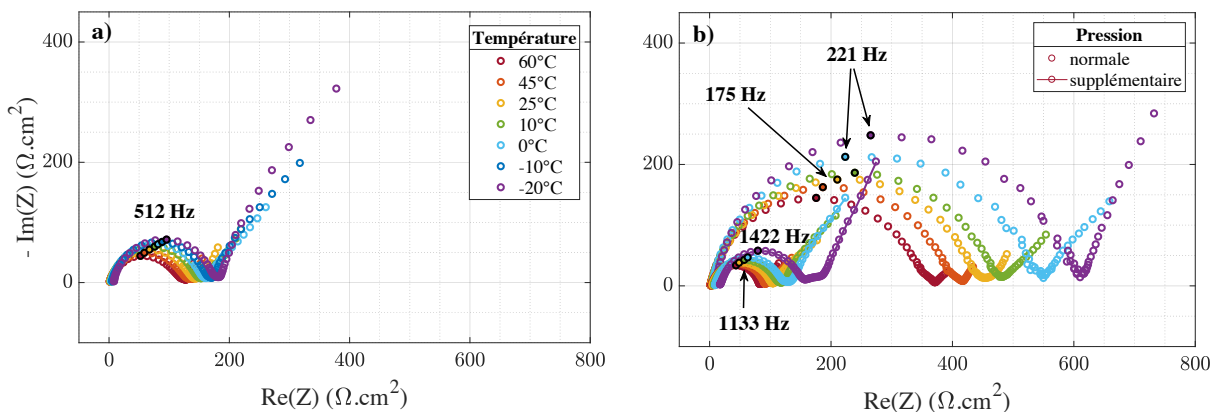 a)
400
200
0
- Im(Z) (Ω.cm²)
0
200
400
600
800
Re(Z) (Ω.cm²)
512 Hz
Température
60°C
45°C
25°C
10°C
0°C
-10°C
-20°C
b)
400
200
0
0
200
400
600
800
Re(Z) (Ω.cm²)
221 Hz
175 Hz
1422 Hz
1133 Hz
Pression
normale
supplémentaire